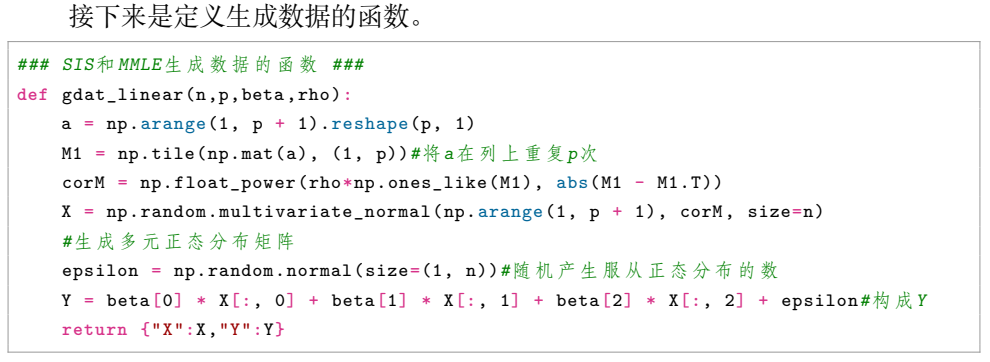 接下来是定义生成数据的函数。
### SIS和MMLE生成数据的函数 ###
def gdat_linear(n,p,beta,rho):
    a = np.arange(1, p + 1).reshape(p, 1)
    M1 = np.tile(np.mat(a), (1, p))#将a在列上重复p次
    corM = np.float_power(rho*np.ones_like(M1), abs(M1 - M1.T))
    X = np.random.multivariate_normal(np.arange(1, p + 1), corM, size=n)
    #生成多元正态分布矩阵
    epsilon = np.random.normal(size=(1, n))#随机产生服从正态分布的数
    Y = beta[0] * X[:, 0] + beta[1] * X[:, 1] + beta[2] * X[:, 2] + epsilon#构成Y
    return {"X":X,"Y":Y}